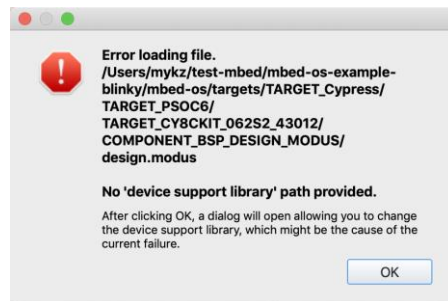 Error loading file.
/Users/mykz/test-mbed/mbed-os-example-
blinky/mbed-os/targets/TARGET_Cypress/
TARGET_PSOC6/
TARGET_CY8CKIT_062S2_43012/
COMPONENT_BSP_DESIGN_MODUS/
design.modus
No 'device support library' path provided.
After clicking OK, a dialog will open allowing you to change
the device support library, which might be the cause of the
current failure.
OK